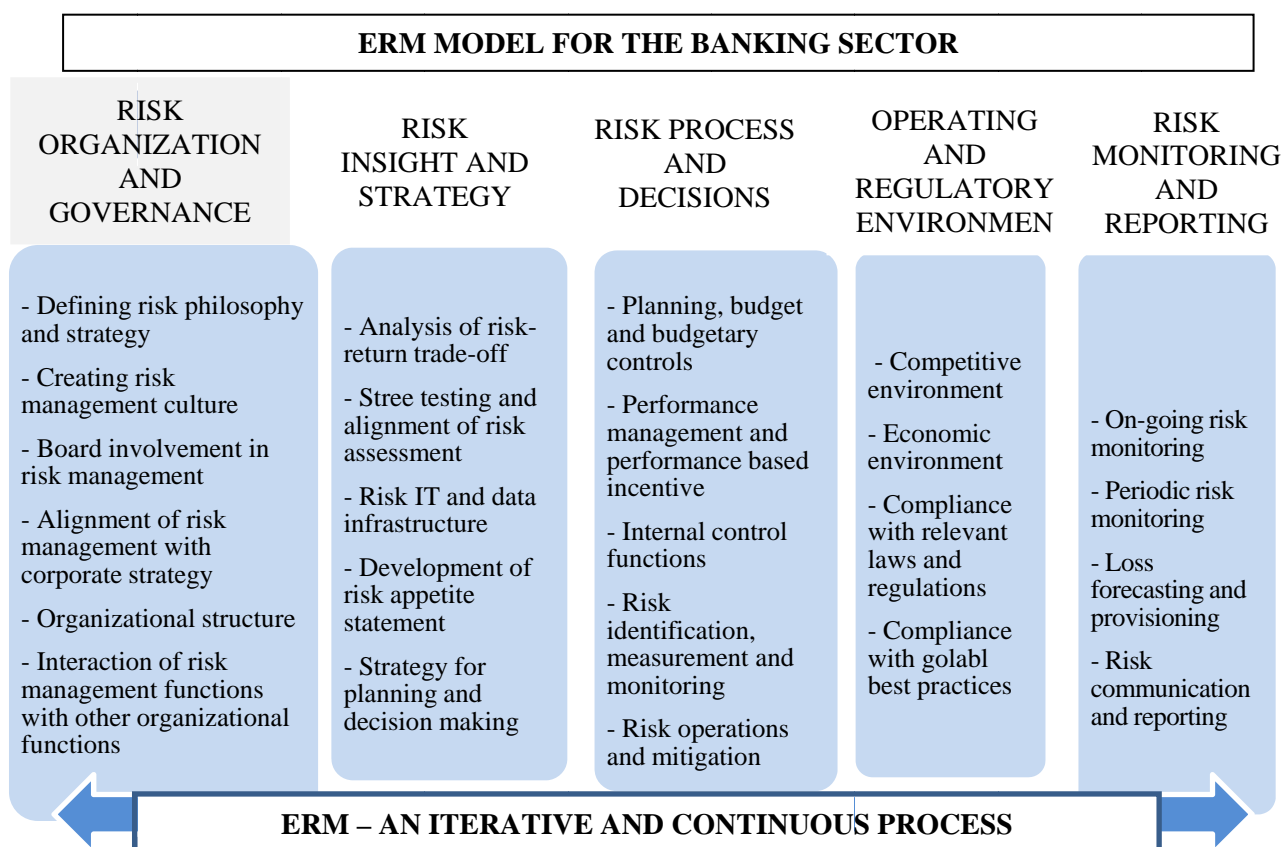 ERM MODEL FOR THE BANKING SECTOR
RISK
ORGANIZATION
AND
GOVERNANCE
- Defining risk philosophy
and strategy
- Creating risk
management culture
- Board involvement in
risk management
- Alignment of risk
management with
corporate strategy
- Organizational structure
- Interaction of risk
management functions
with other organizational
functions
RISK
INSIGHT AND
STRATEGY
- Analysis of risk-
return trade-off
- Stree testing and
alignment of risk
assessment
- Risk IT and data
infrastructure
- Development of
risk appetite
statement
- Strategy for
planning and
decision making
RISK PROCESS
AND
DECISIONS
- Planning, budget
and budgetary
controls
- Performance
management and
performance based
incentive
- Internal control
functions
- Risk
identification,
measurement and
monitoring
- Risk operations
and mitigation
OPERATING
AND
REGULATORY
ENVIRONMEN
- Competitive
environment
- Economic
environment
- Compliance
with relevant
laws and
regulations
- Compliance
with golabl
best practices
RISK
MONITORING
AND
REPORTING
- On-going risk
monitoring
- Periodic risk
monitoring
- Loss
forecasting and
provisioning
- Risk
communication
and reporting
ERM – AN ITERATIVE AND CONTINUOUS PROCESS